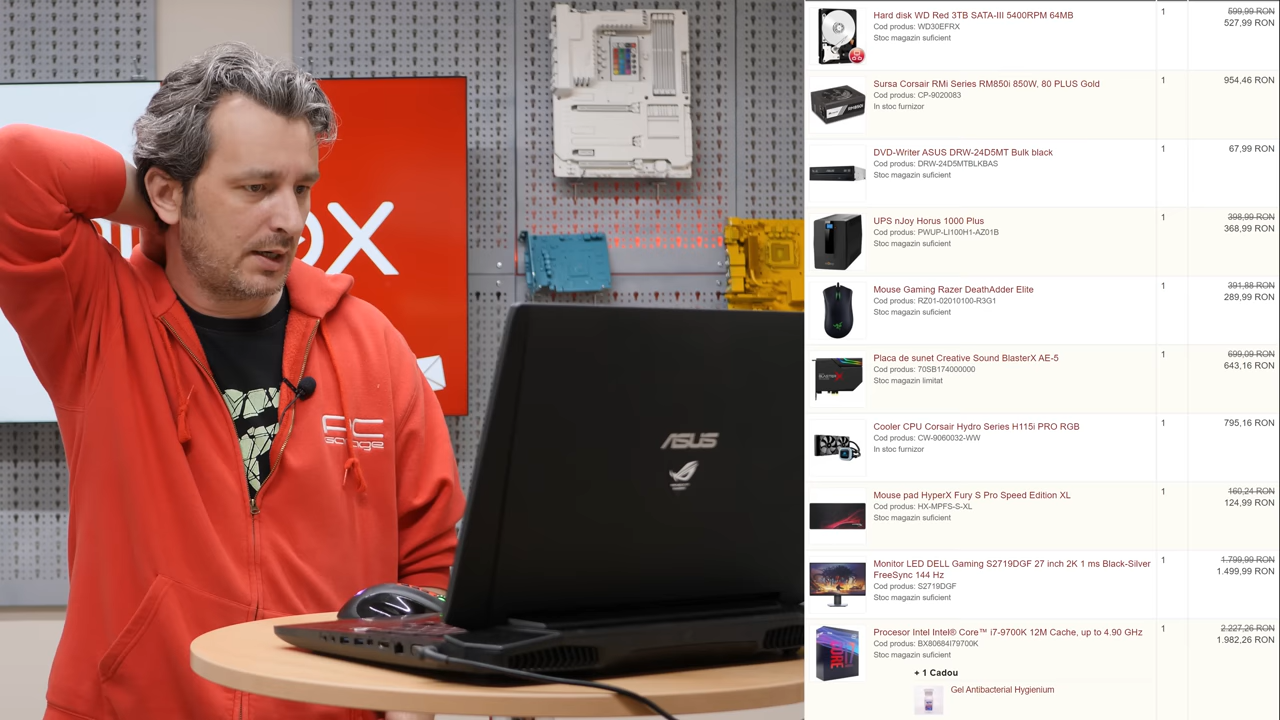 OX
PC
garage
ASUS
Hard disk WD Red 3TB SATA-III 5400RPM 64MB
Cod produs: WD30EFRX
Stoc magazin suficient
1
599,99 RON
527,99 RON
Sursa Corsair RMi Series RM850i 850W, 80 PLUS Gold
Cod produs: CP-9020083
In stoc furnizor
1
954,46 RON
DVD-Writer ASUS DRW-24D5MT Bulk black
Cod produs: DRW-24D5MTBLKBAS
Stoc magazin suficient
1
67,99 RON
UPS nJoy Horus 1000 Plus
Cod produs: PWUP-LI100H1-AZ01B
Stoc magazin suficient
1
398,99 RON
368,99 RON
Mouse Gaming Razer DeathAdder Elite
Cod produs: RZ01-02010100-R3G1
Stoc magazin suficient
1
391,88 RON
289,99 RON
Placa de sunet Creative Sound BlasterX AE-5
Cod produs: 70SB174000000
Stoc magazin limitat
1
699,09 RON
643,16 RON
Cooler CPU Corsair Hydro Series H115i PRO RGB
Cod produs: CW-9060032-WW
In stoc furnizor
1
795,16 RON
Mouse pad HyperX Fury S Pro Speed Edition XL
Cod produs: HX-MPFS-S-XL
Stoc magazin suficient
1
160,24 RON
124,99 RON
Monitor LED DELL Gaming S2719DGF 27 inch 2K 1 ms Black-Silver
FreeSync 144 Hz
Cod produs: S2719DGF
Stoc magazin suficient
1
1.799,99 RON
1.499,99 RON
Procesor Intel Intel® Core™ i7-9700K 12M Cache, up to 4.90 GHz
Cod produs: BX80684I79700K
Stoc magazin suficient
1
2.227,26 RON
1.982,26 RON
+ 1 Cadou
Gel Antibacterial Hygienium